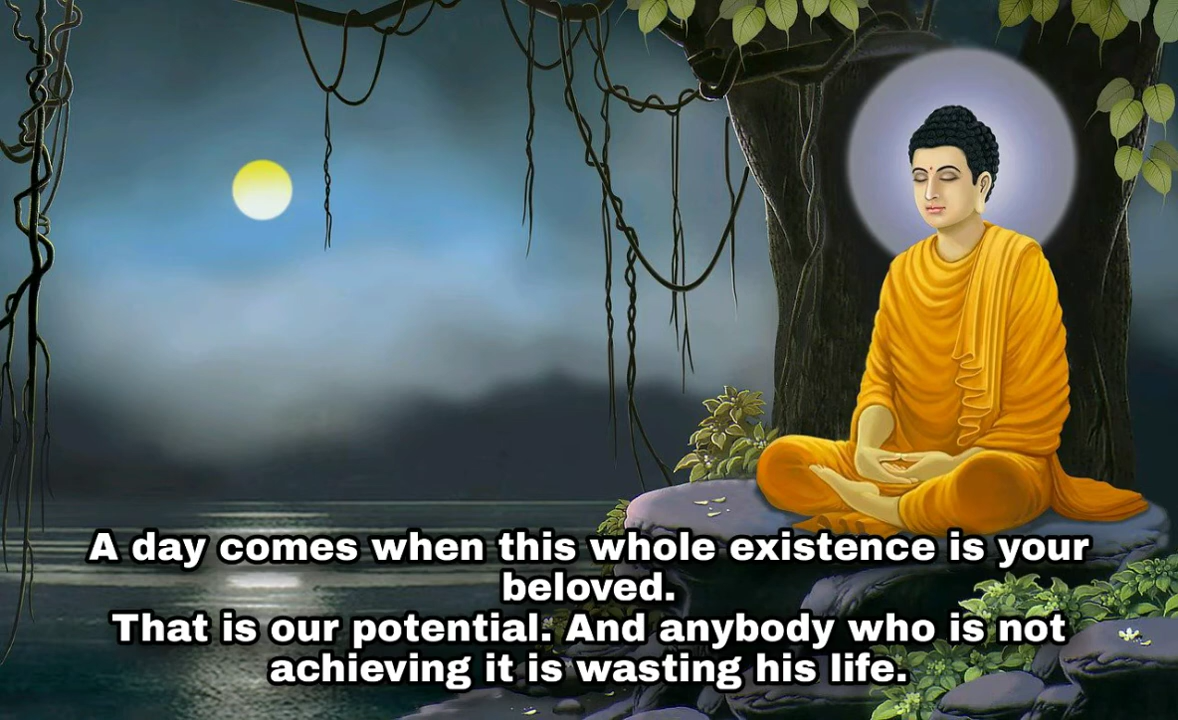 A day comes when this whole existence is your
beloved.
That is our potential. And anybody who is not
achieving it is wasting his life.